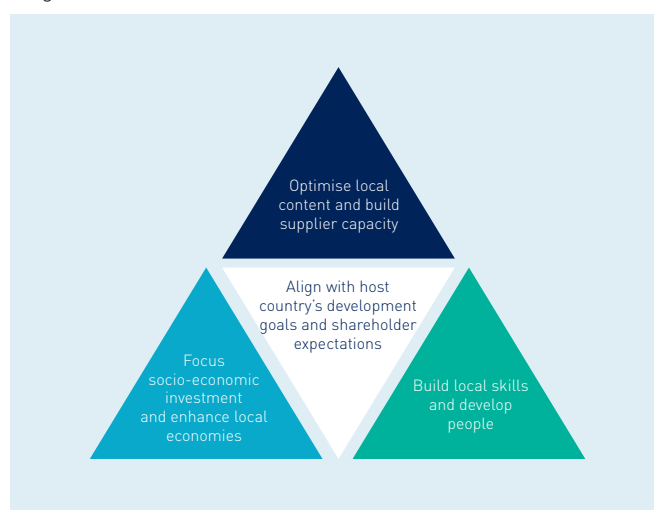 Optimise local
content and build
supplier capacity
Align with host
country's development
goals and shareholder
expectations
Focus
socio-economic
investment
and enhance local
economies
Build local skills
and develop
people